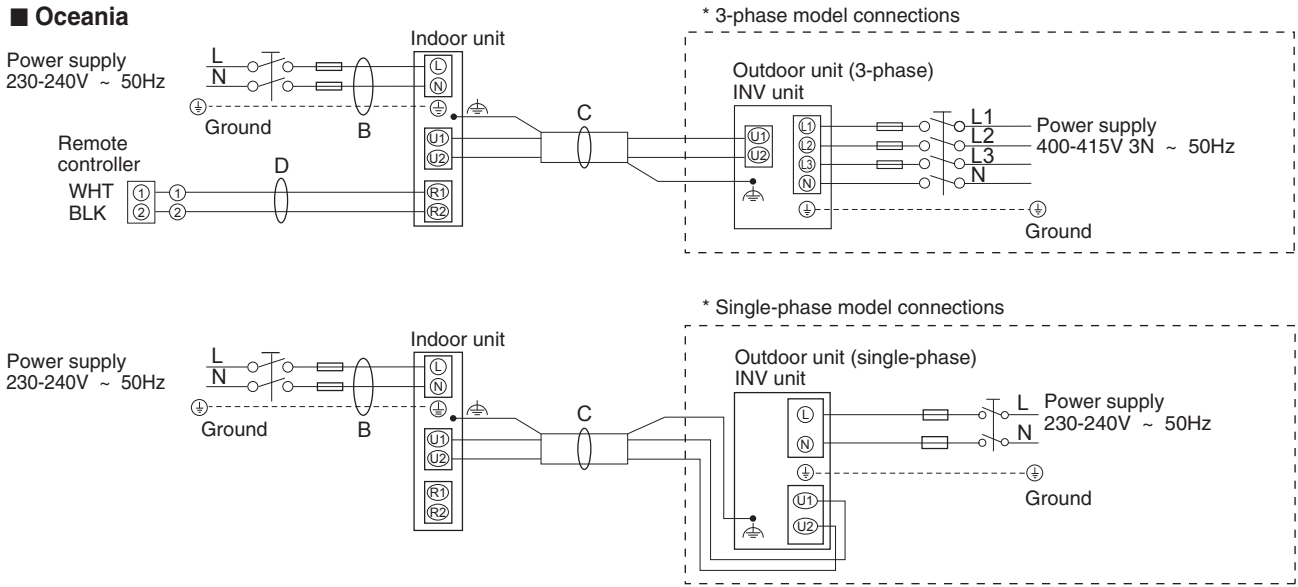 ■ Oceania
* 3-phase model connections
Power supply
230-240V ~ 50Hz
L
N
Ground
B
Indoor unit
L
N
U1
U2
R1
R2
Remote
controller
WHT
BLK
1
2
1
2
D
C
Outdoor unit (3-phase)
INV unit
U1
U2
L1
L2
L3
N
L1
L2
L3
N
Power supply
400-415V 3N ~ 50Hz
Ground
* Single-phase model connections
Power supply
230-240V ~ 50Hz
L
N
Ground
B
Indoor unit
L
N
U1
U2
R1
R2
C
Outdoor unit (single-phase)
INV unit
L
N
U1
U2
L
N
Power supply
230-240V ~ 50Hz
Ground